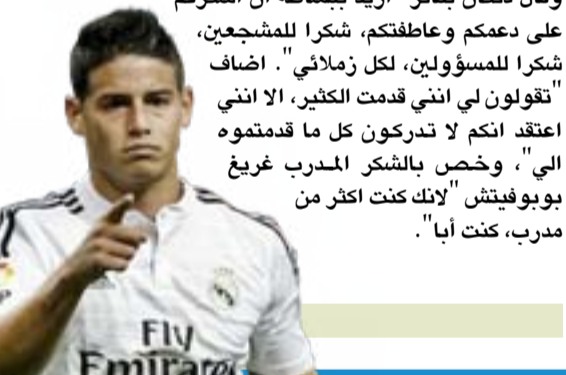 على دعمكم وعاطفتكم، شكرا للمشجعين،
شكرا للمسؤولين، لكل زملائي". اضاف
"تقولون لي انني قدمت الكثير، الا انني
اعتقد انكم لا تدركون كل ما قدمتموه
الي"، وخص بالشكر المدرب غريغ
بوبوفيتش "لانك كنت اكثر من
مدرب، كنت أبا".
Fly
Emirates